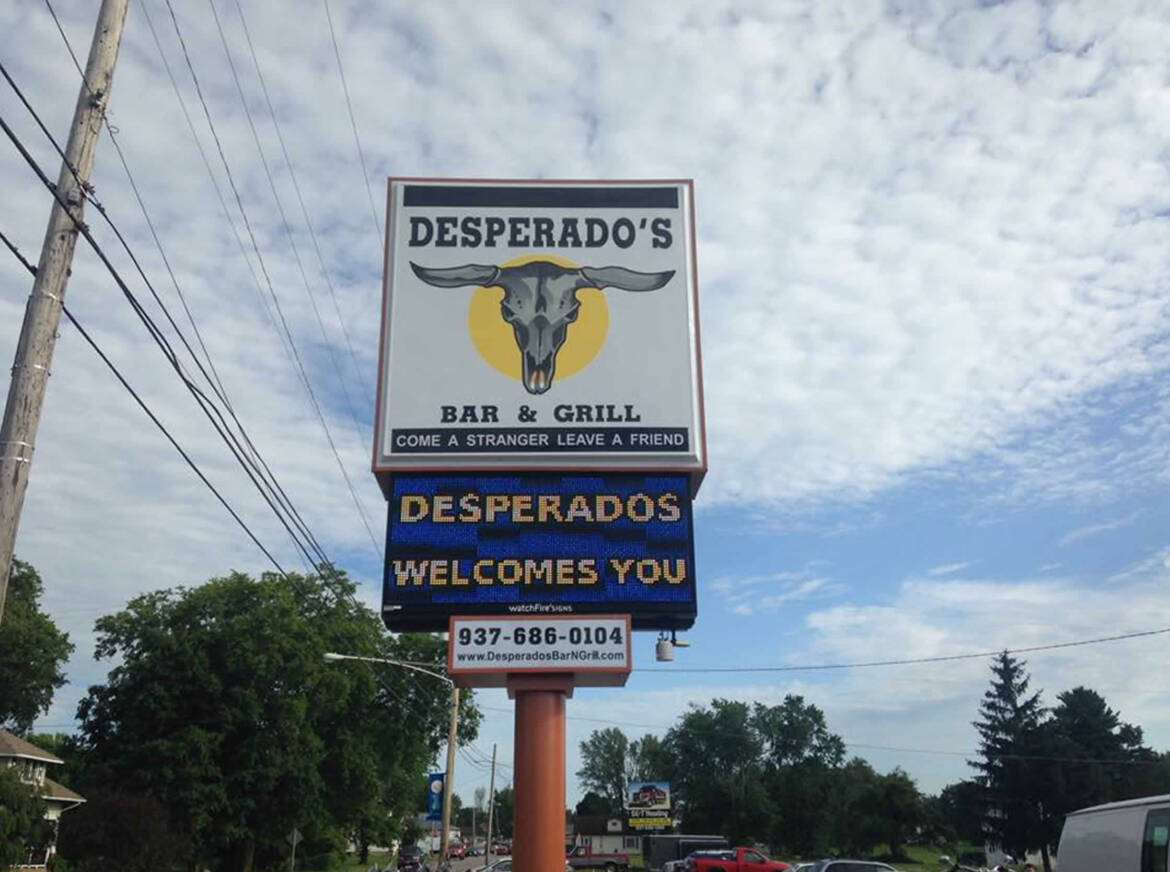 DESPERADO'S
BAR & GRILL
COME A STRANGER LEAVE A FRIEND
DESPERADOS
WELCOMES YOU
watchFire SIGNS
937-686-0104
www.DesperadosBarNGrill.com